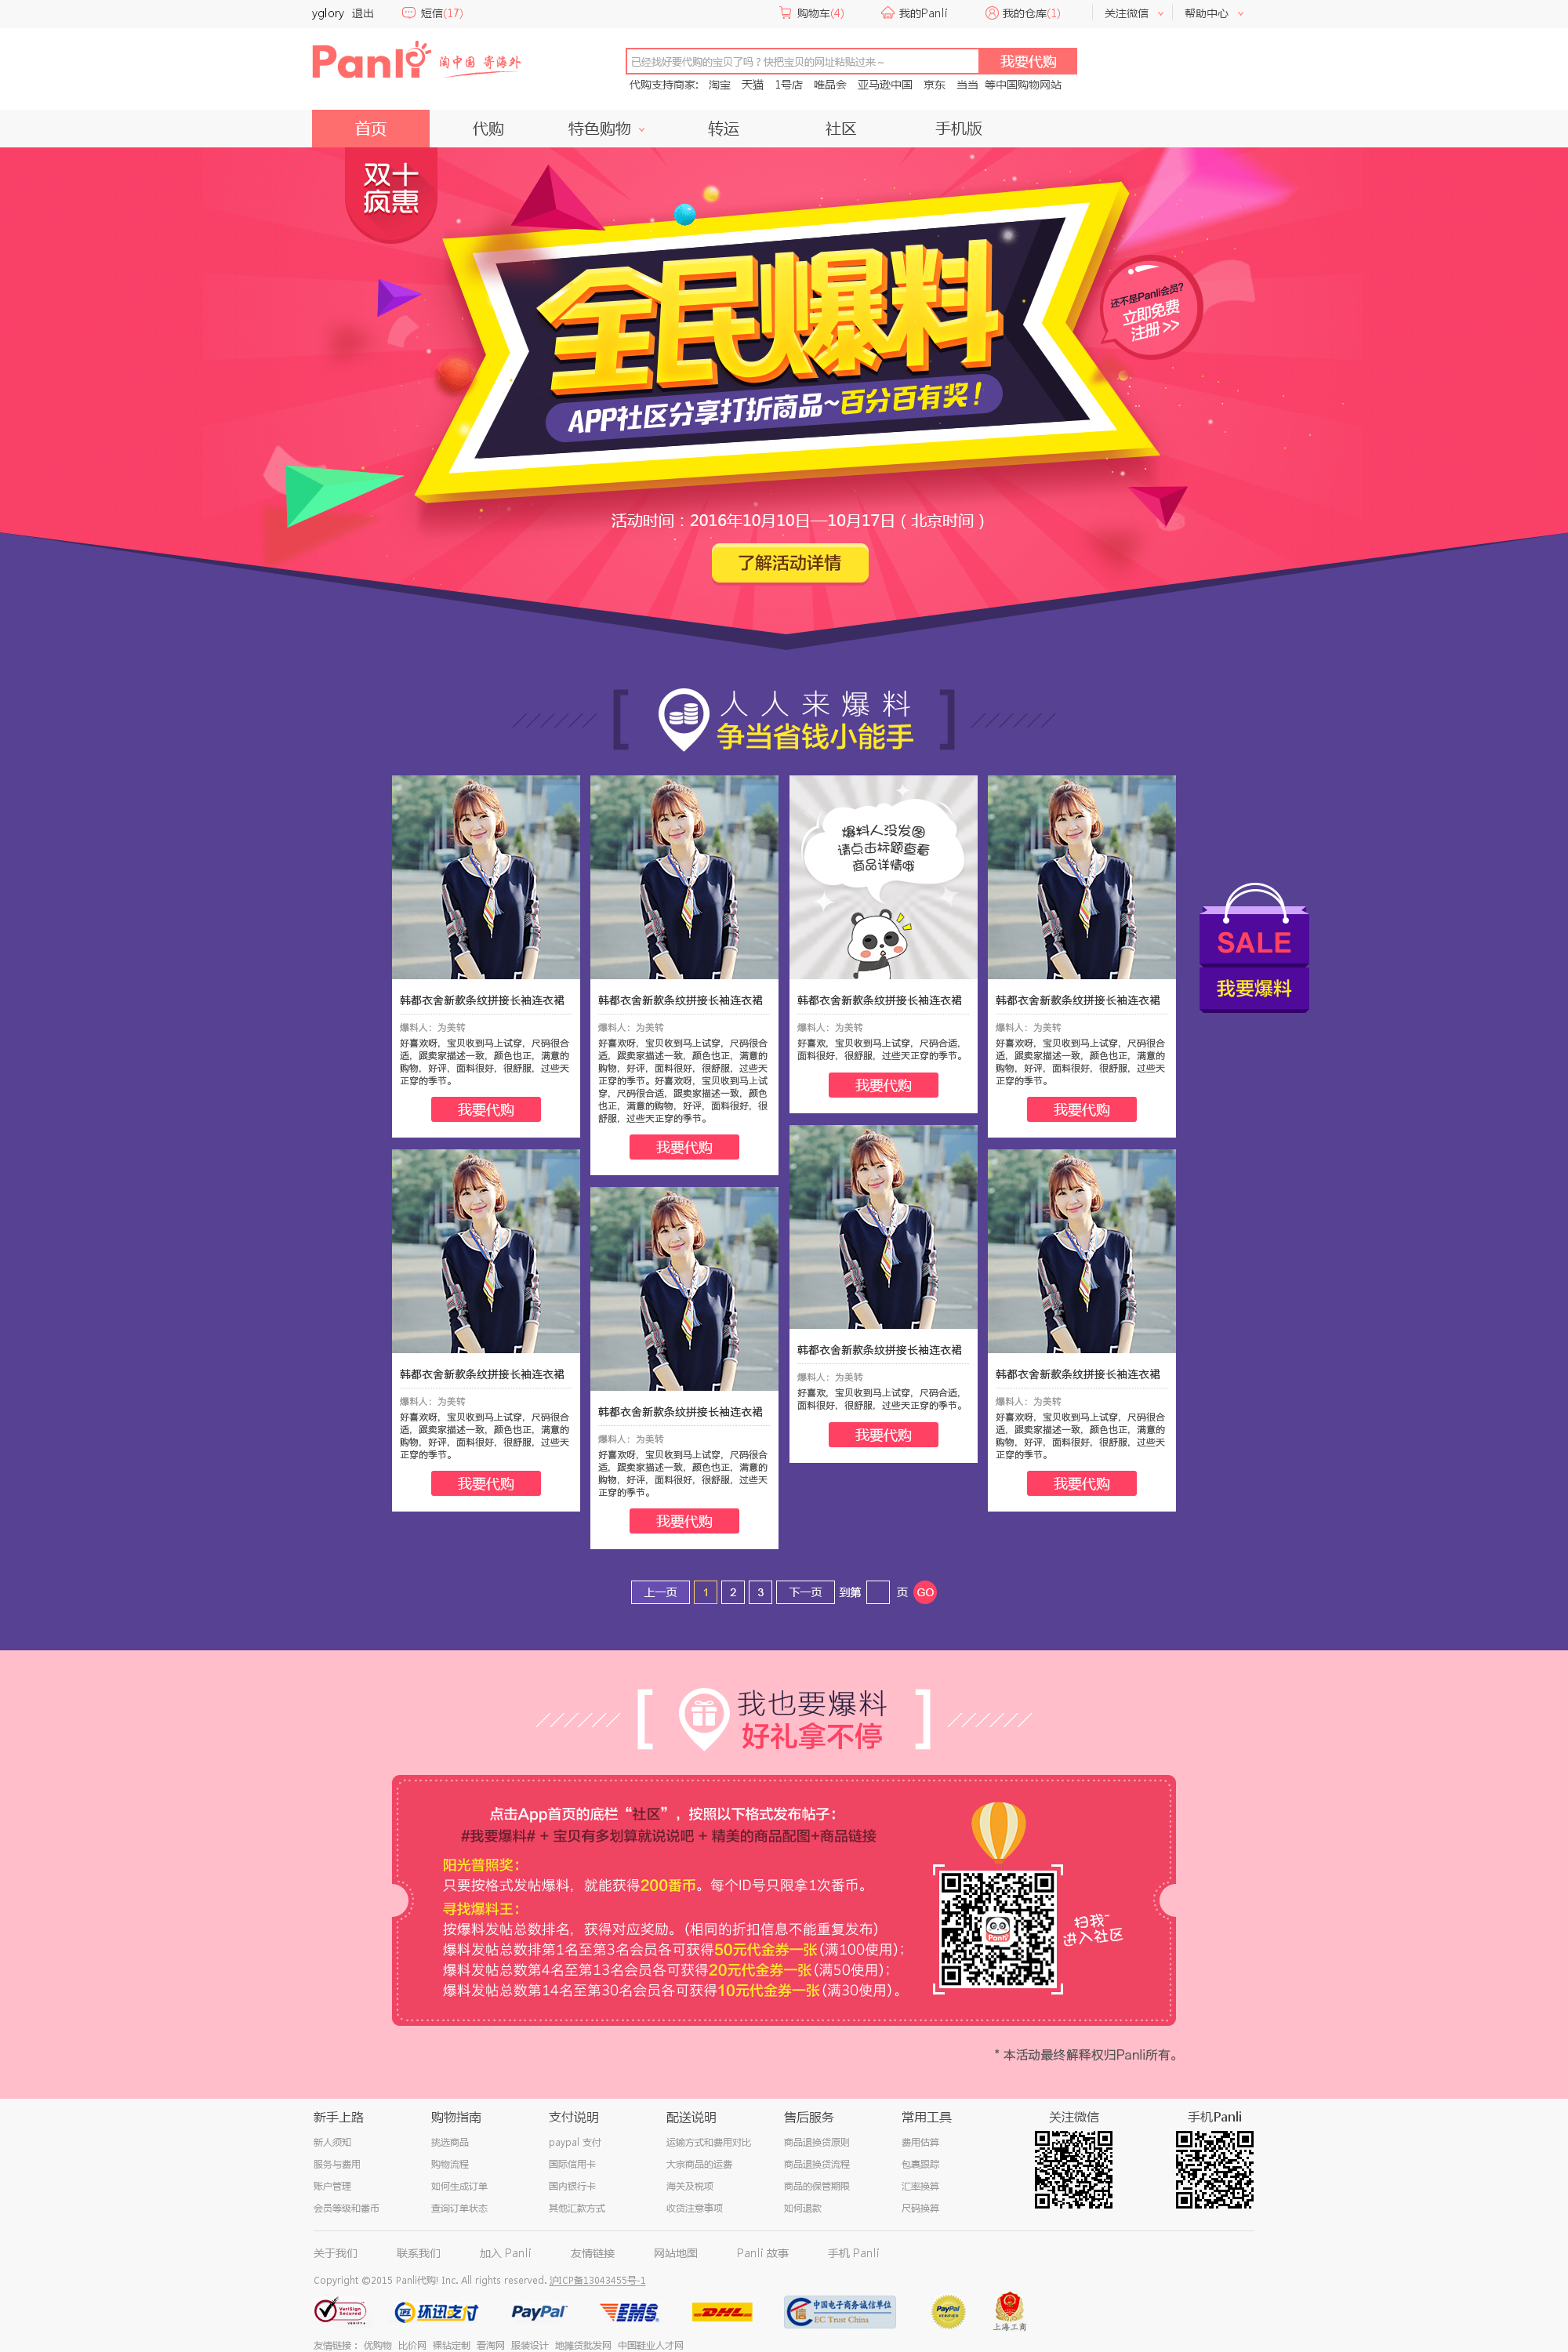 yglory 退出 短信(17) 购物车(4) 我的Panli 我的仓库(1) 关注微信 帮助中心
Panli 淘中国 寄海外
已经找好要代购的宝贝了吗？快把宝贝的网址粘贴过来～ 我要代购
代购支持商家： 淘宝 天猫 1号店 唯品会 亚马逊中国 京东 当当 等中国购物网站
首页 代购 特色购物 转运 社区 手机版
双十
疯惠
全民爆料
还不是Panli会员？
立即免费
注册 >>
APP社区分享打折商品~百分百有奖！
活动时间：2016年10月10日—10月17日（北京时间）
了解活动详情
人人来爆料
争当省钱小能手
韩都衣舍新款条纹拼接长袖连衣裙
爆料人：为美转
好喜欢呀，宝贝收到马上试穿，尺码很合
适，跟卖家描述一致，颜色也正，满意的
购物，好评，面料很好，很舒服，过些天
正穿的季节。
我要代购
韩都衣舍新款条纹拼接长袖连衣裙
爆料人：为美转
好喜欢呀，宝贝收到马上试穿，尺码很合
适，跟卖家描述一致，颜色也正，满意的
购物，好评，面料很好，很舒服，过些天
正穿的季节。好喜欢呀，宝贝收到马上试
穿，尺码很合适，跟卖家描述一致，颜色
也正，满意的购物，好评，面料很好，很
舒服，过些天正穿的季节。
我要代购
爆料人没发图
请点击标题查看
商品详情哦
韩都衣舍新款条纹拼接长袖连衣裙
爆料人：为美转
好喜欢，宝贝收到马上试穿，尺码合适，
面料很好，很舒服，过些天正穿的季节。
我要代购
韩都衣舍新款条纹拼接长袖连衣裙
爆料人：为美转
好喜欢呀，宝贝收到马上试穿，尺码很合
适，跟卖家描述一致，颜色也正，满意的
购物，好评，面料很好，很舒服，过些天
正穿的季节。
我要代购
SALE
我要爆料
韩都衣舍新款条纹拼接长袖连衣裙
爆料人：为美转
好喜欢呀，宝贝收到马上试穿，尺码很合
适，跟卖家描述一致，颜色也正，满意的
购物，好评，面料很好，很舒服，过些天
正穿的季节。
我要代购
韩都衣舍新款条纹拼接长袖连衣裙
爆料人：为美转
好喜欢呀，宝贝收到马上试穿，尺码很合
适，跟卖家描述一致，颜色也正，满意的
购物，好评，面料很好，很舒服，过些天
正穿的季节。
我要代购
韩都衣舍新款条纹拼接长袖连衣裙
爆料人：为美转
好喜欢，宝贝收到马上试穿，尺码合适，
面料很好，很舒服，过些天正穿的季节。
我要代购
韩都衣舍新款条纹拼接长袖连衣裙
爆料人：为美转
好喜欢呀，宝贝收到马上试穿，尺码很合
适，跟卖家描述一致，颜色也正，满意的
购物，好评，面料很好，很舒服，过些天
正穿的季节。
我要代购
上一页 1 2 3 下一页 到第 页 GO
我也要爆料
好礼拿不停
点击App首页的底栏“社区”，按照以下格式发布帖子：
#我要爆料# + 宝贝有多划算就说说吧 + 精美的商品配图+商品链接
阳光普照奖：
只要按格式发帖爆料，就能获得200番币。每个ID号只限拿1次番币。
寻找爆料王：
按爆料发帖总数排名，获得对应奖励。（相同的折扣信息不能重复发布）
爆料发帖总数排第1名至第3名会员各可获得50元代金券一张（满100使用）；
爆料发帖总数第4名至第13名会员各可获得20元代金券一张（满50使用）；
爆料发帖总数第14名至第30名会员各可获得10元代金券一张（满30使用）。
Panli
扫我~
进入社区
* 本活动最终解释权归Panli所有。
新手上路 购物指南 支付说明 配送说明 售后服务 常用工具 关注微信 手机Panli
新人须知 挑选商品 paypal 支付 运输方式和费用对比 商品退换货原则 费用估算
服务与费用 购物流程 国际信用卡 大宗商品的运费 商品退换货流程 包裹跟踪
账户管理 如何生成订单 国内银行卡 海关及税项 商品的保管期限 汇率换算
会员等级和番币 查询订单状态 其他汇款方式 收货注意事项 如何退款 尺码换算
关于我们 联系我们 加入 Panli 友情链接 网站地图 Panli 故事 手机 Panli
Copyright ©2015 Panli代购! Inc. All rights reserved. 沪ICP备13043455号-1
VeriSign Secured 环迅支付 PayPal EMS DHL 中国电子商务诚信单位 EC Trust China PayPal VERIFIED 上海工商
友情链接： 优购物 比价网 裸钻定制 看淘网 服装设计 地摊货批发网 中国鞋业人才网